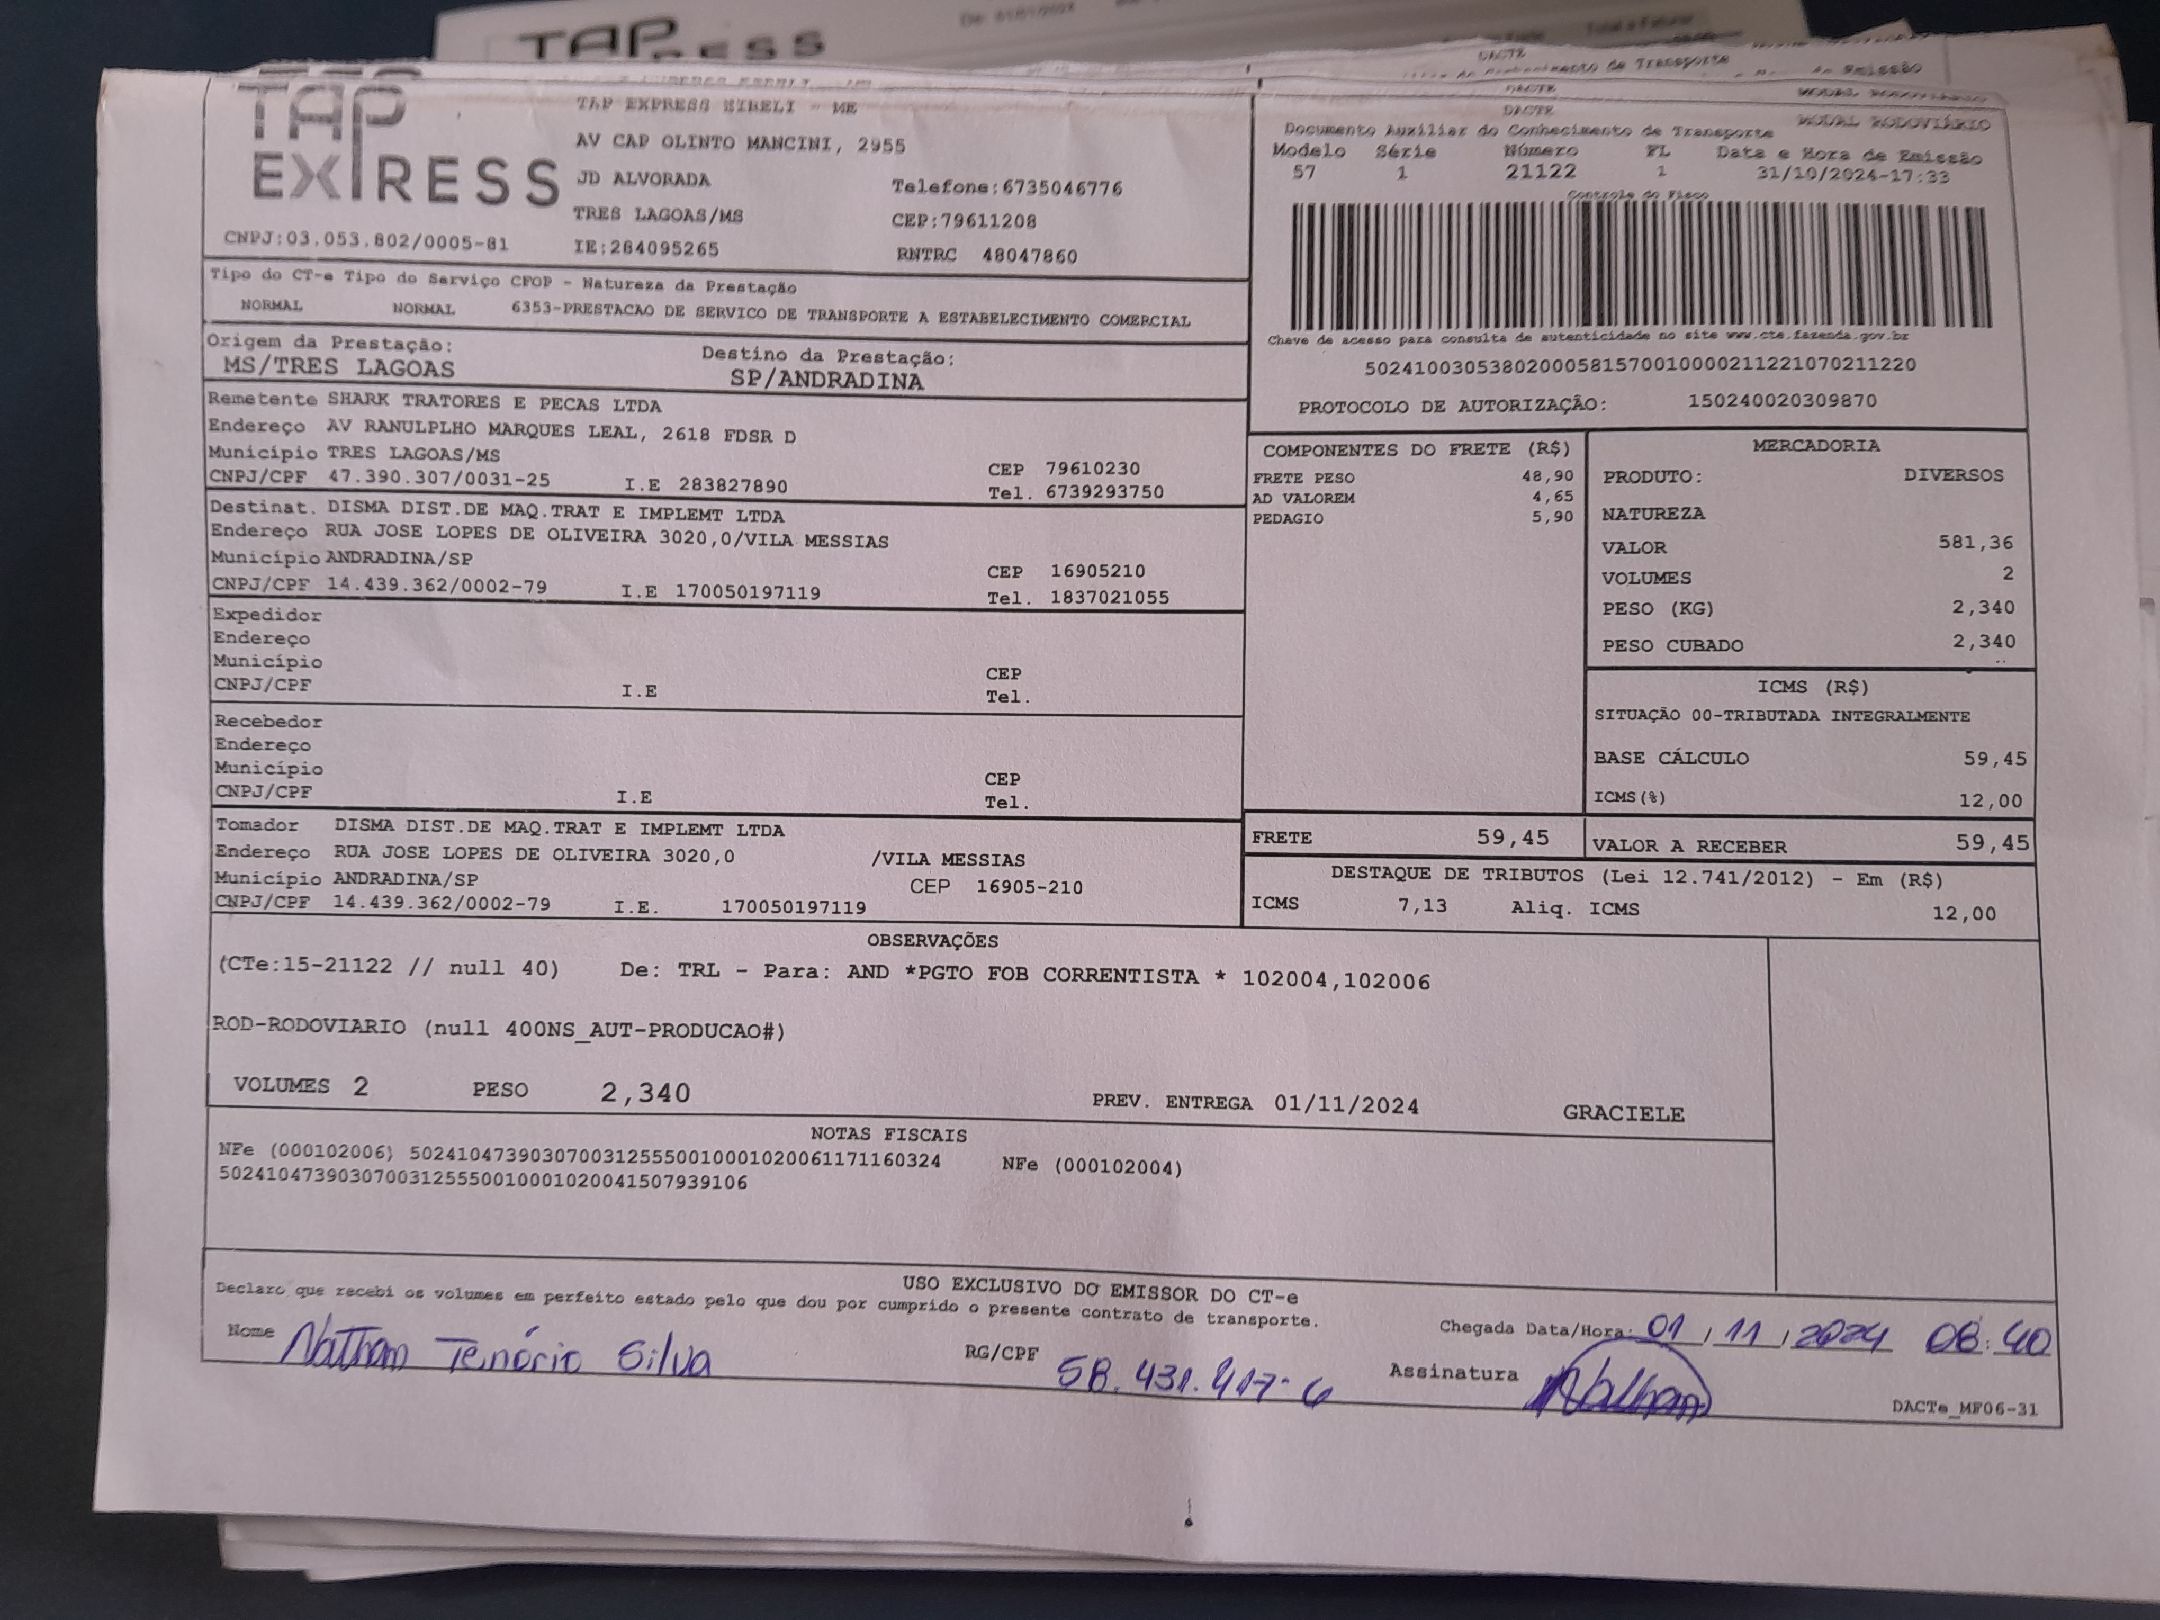 TAP EXPRESS
TAP EXPRESS EIRELI - ME
AV CAP OLINTO MANCINI, 2955
JD ALVORADA Telefone:6735046776
TRES LAGOAS/MS CEP:79611208
CNPJ:03.053.802/0005-81 IE:284095265 RNTRC 48047860
DACTE MODAL RODOVIÁRIO
Documento Auxiliar do Conhecimento de Transporte
Modelo Série Número FL Data e Hora de Emissão
57 1 21122 1 31/10/2024-17:33
Controle do Fisco
Chave de acesso para consulta de autenticidade no site www.cte.fazenda.gov.br
50241003053802000581570010000211221070211220
PROTOCOLO DE AUTORIZAÇÃO: 150240020309870
Tipo do CT-e Tipo do Serviço CFOP - Natureza da Prestação
NORMAL NORMAL 6353-PRESTACAO DE SERVICO DE TRANSPORTE A ESTABELECIMENTO COMERCIAL
Origem da Prestação: Destino da Prestação:
MS/TRES LAGOAS SP/ANDRADINA
Remetente SHARK TRATORES E PECAS LTDA
Endereço AV RANULPLHO MARQUES LEAL, 2618 FDSR D
Município TRES LAGOAS/MS CEP 79610230
CNPJ/CPF 47.390.307/0031-25 I.E 283827890 Tel. 6739293750
Destinat. DISMA DIST.DE MAQ.TRAT E IMPLEMT LTDA
Endereço RUA JOSE LOPES DE OLIVEIRA 3020,0/VILA MESSIAS
Município ANDRADINA/SP CEP 16905210
CNPJ/CPF 14.439.362/0002-79 I.E 170050197119 Tel. 1837021055
Expedidor
Endereço
Município CEP
CNPJ/CPF I.E Tel.
Recebedor
Endereço
Município CEP
CNPJ/CPF I.E Tel.
Tomador DISMA DIST.DE MAQ.TRAT E IMPLEMT LTDA
Endereço RUA JOSE LOPES DE OLIVEIRA 3020,0 /VILA MESSIAS
Município ANDRADINA/SP CEP 16905-210
CNPJ/CPF 14.439.362/0002-79 I.E. 170050197119
COMPONENTES DO FRETE (R$)
FRETE PESO 48,90
AD VALOREM 4,65
PEDAGIO 5,90
MERCADORIA
PRODUTO: DIVERSOS
NATUREZA
VALOR 581,36
VOLUMES 2
PESO (KG) 2,340
PESO CUBADO 2,340
ICMS (R$)
SITUAÇÃO 00-TRIBUTADA INTEGRALMENTE
BASE CÁLCULO 59,45
ICMS(%) 12,00
FRETE 59,45 VALOR A RECEBER 59,45
DESTAQUE DE TRIBUTOS (Lei 12.741/2012) - Em (R$)
ICMS 7,13 Aliq. ICMS 12,00
OBSERVAÇÕES
(CTe:15-21122 // null 40) De: TRL - Para: AND *PGTO FOB CORRENTISTA * 102004,102006
ROD-RODOVIARIO (null 400NS_AUT-PRODUCAO#)
VOLUMES 2 PESO 2,340 PREV. ENTREGA 01/11/2024 GRACIELE
NOTAS FISCAIS
NFe (000102006) 50241047390307003125550010001020061171160324 NFe (000102004)
50241047390307003125550010001020041507939106
USO EXCLUSIVO DO EMISSOR DO CT-e
Declaro que recebi os volumes em perfeito estado pelo que dou por cumprido o presente contrato de transporte.
Nome Nathan Tenório Silva RG/CPF 58.431.417-6 Chegada Data/Hora: 01/11/2024 08:40
Assinatura Nathan
DACTe_MF06-31